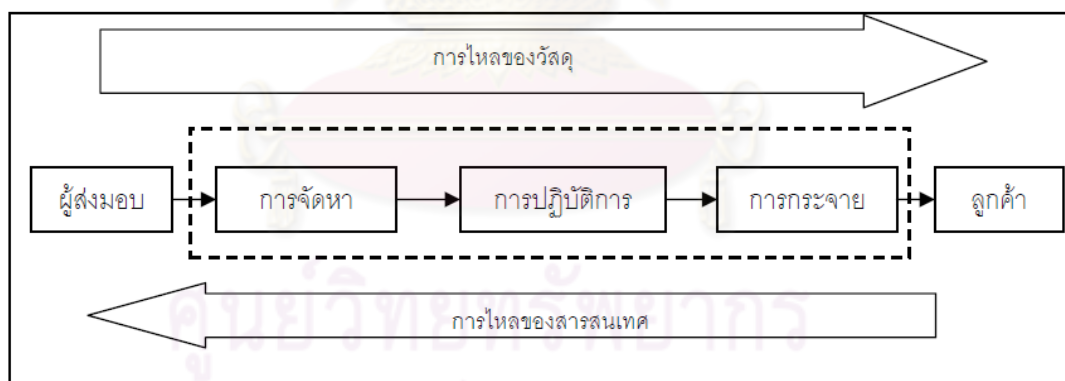 การไหลของวัสดุ
ผู้ส่งมอบ
การจัดหา
การปฏิบัติการ
การกระจาย
ลูกค้า
การไหลของสารสนเทศ
ศูนย์วิทยทรัพยากร